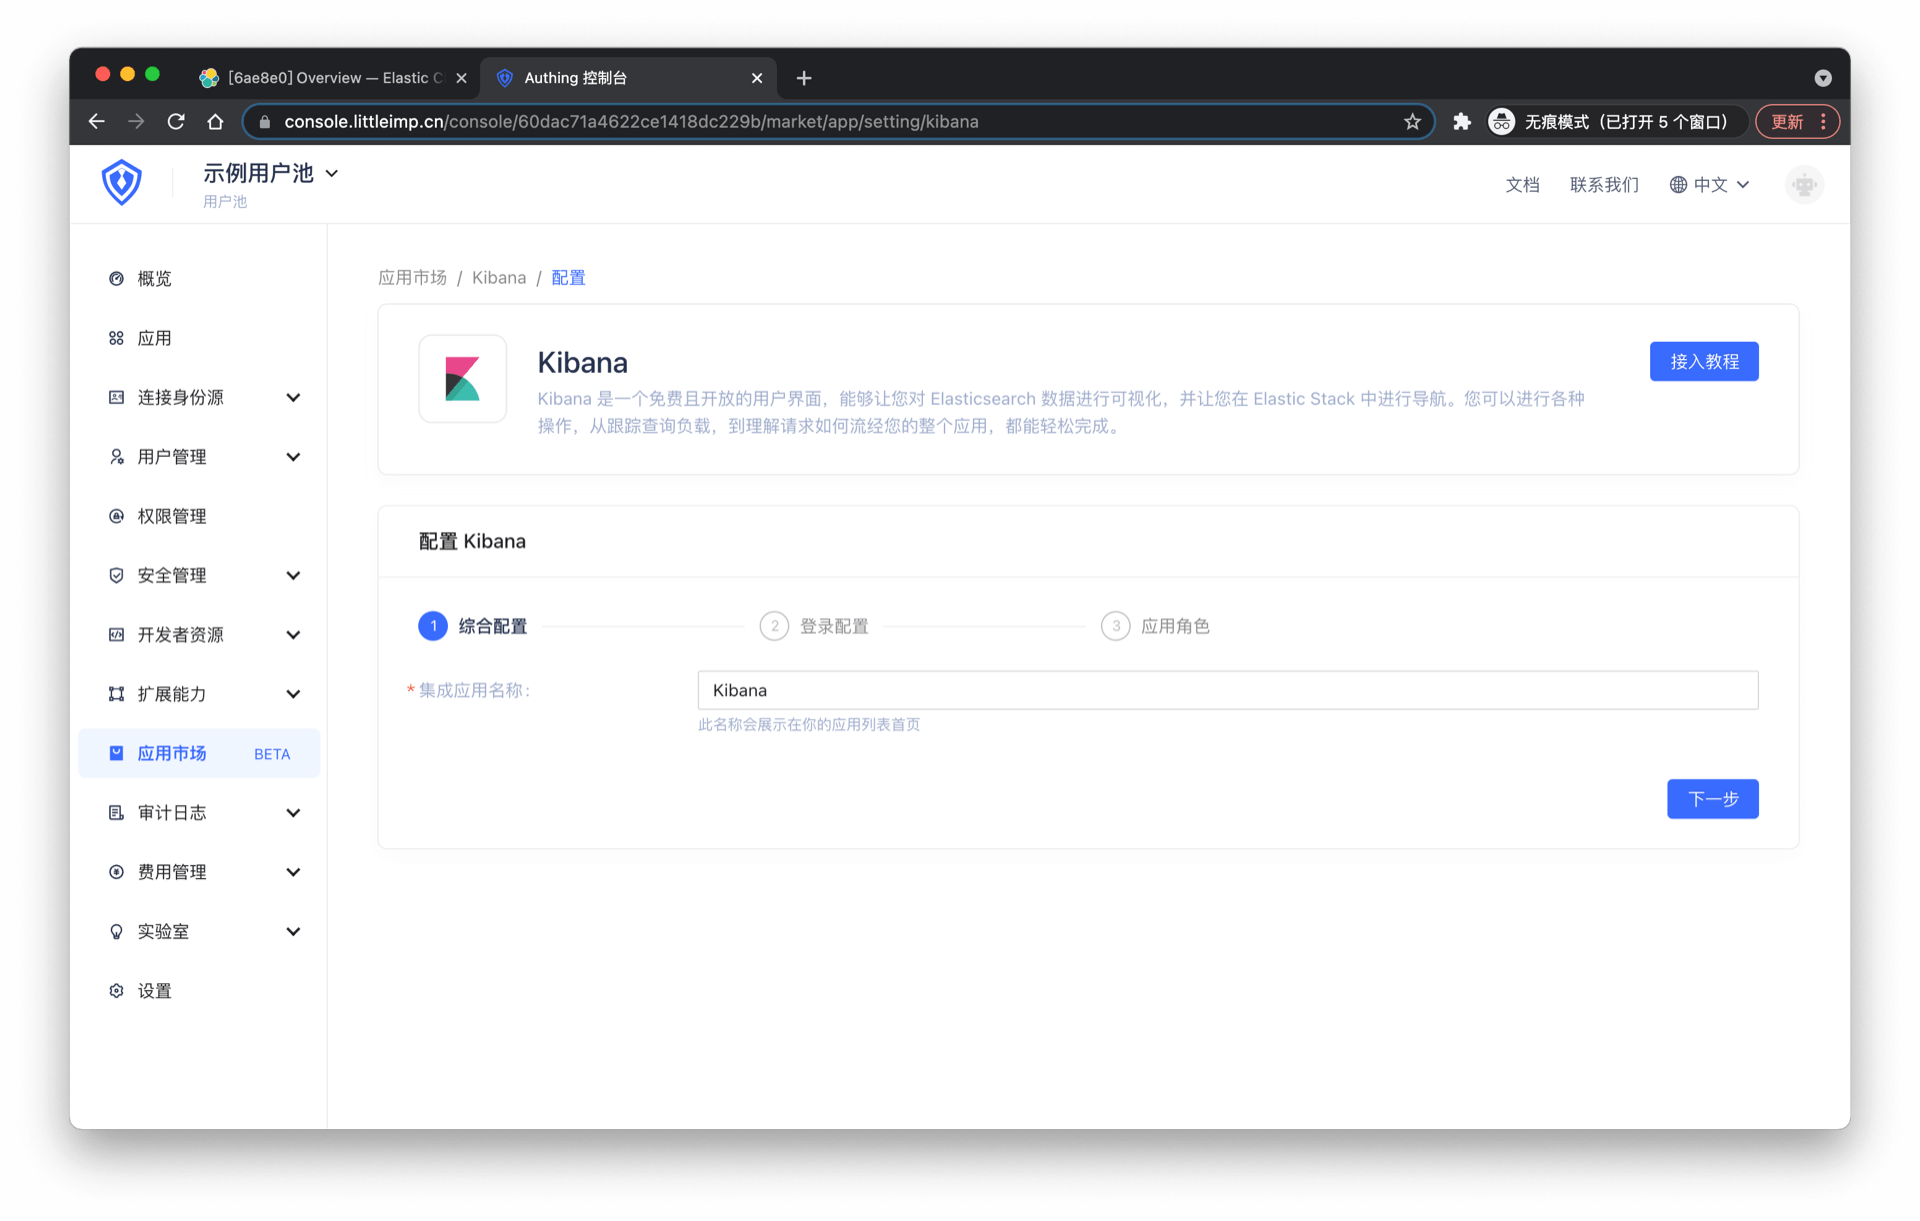 [6ae8e0] Overview — Elastic C
Authing 控制台
console.littleimp.cn/console/60dac71a4622ce1418dc229b/market/app/setting/kibana
无痕模式（已打开 5 个窗口）
更新
示例用户池
用户池
文档
联系我们
中文
概览
应用
连接身份源
用户管理
权限管理
安全管理
开发者资源
扩展能力
应用市场 BETA
审计日志
费用管理
实验室
设置
应用市场 / Kibana / 配置
Kibana
接入教程
Kibana 是一个免费且开放的用户界面，能够让您对 Elasticsearch 数据进行可视化，并让您在 Elastic Stack 中进行导航。您可以进行各种
操作，从跟踪查询负载，到理解请求如何流经您的整个应用，都能轻松完成。
配置 Kibana
1 综合配置
2 登录配置
3 应用角色
* 集成应用名称:
Kibana
此名称会展示在你的应用列表首页
下一步